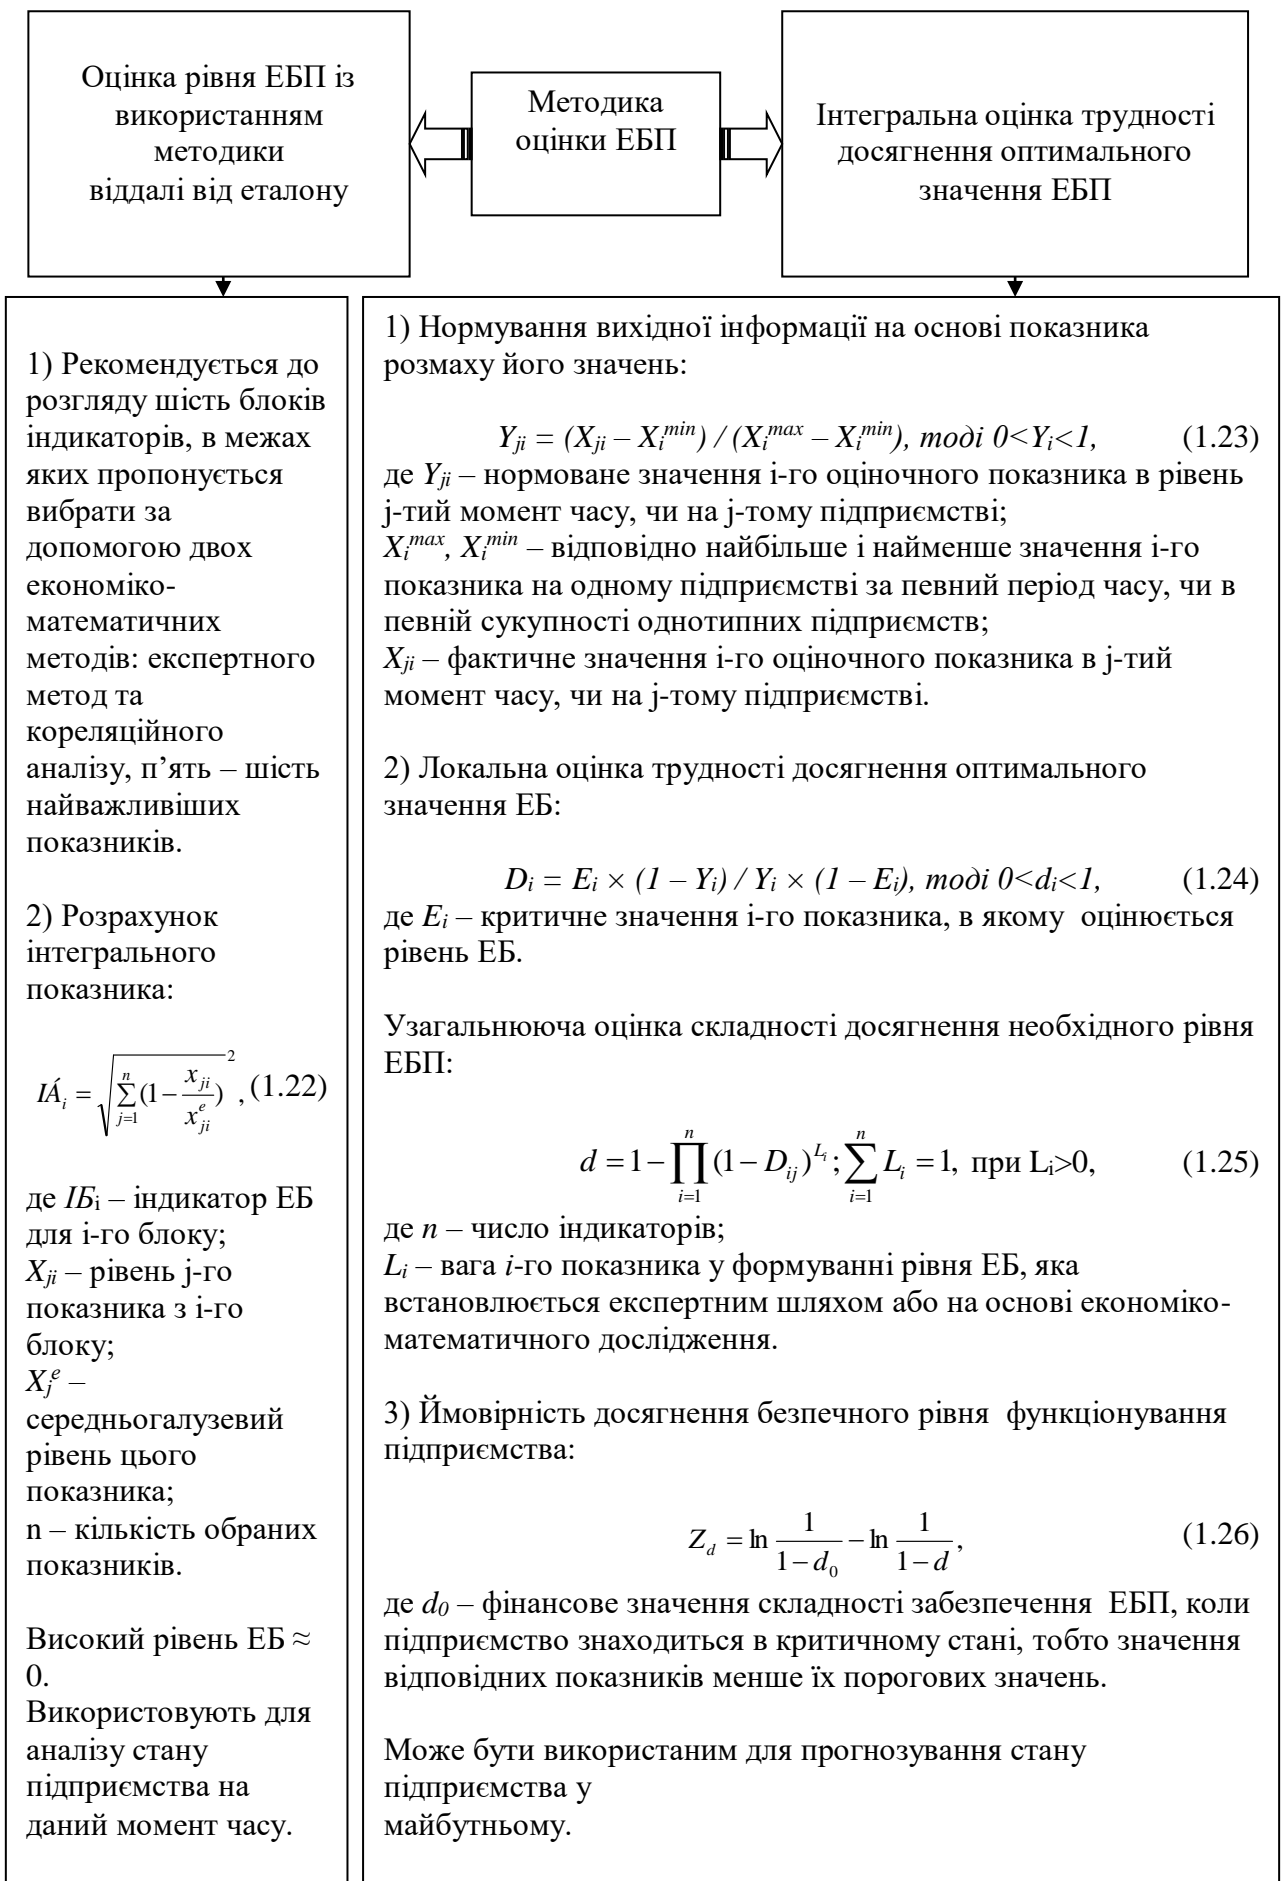 Оцінка рівня ЕБП із
використанням
методики
віддалі від еталону
Методика
оцінки ЕБП
Інтегральна оцінка трудності
досягнення оптимального
значення ЕБП
1) Рекомендується до
розгляду шість блоків
індикаторів, в межах
яких пропонується
вибрати за
допомогою двох
економіко-
математичних
методів: експертного
метод та
кореляційного
аналізу, п’ять – шість
найважливіших
показників.
2) Розрахунок
інтегрального
показника:
IÁ_i = √(∑_{j=1}^{n} (1 − x_{ji} / x_{ji}^e))^2, (1.22)
де ІБi – індикатор ЕБ
для і-го блоку;
X_{ji} – рівень j-го
показника з і-го
блоку;
X_j^e –
середньогалузевий
рівень цього
показника;
n – кількість обраних
показників.
Високий рівень ЕБ ≈
0.
Використовують для
аналізу стану
підприємства на
даний момент часу.
1) Нормування вихідної інформації на основі показника
розмаху його значень:
Y_{ji} = (X_{ji} – X_i^{min}) / (X_i^{max} – X_i^{min}), тоді 0<Y_i<1, (1.23)
де Y_{ji} – нормоване значення і-го оціночного показника в рівень
j-тий момент часу, чи на j-тому підприємстві;
X_i^{max}, X_i^{min} – відповідно найбільше і найменше значення і-го
показника на одному підприємстві за певний період часу, чи в
певній сукупності однотипних підприємств;
X_{ji} – фактичне значення і-го оціночного показника в j-тий
момент часу, чи на j-тому підприємстві.
2) Локальна оцінка трудності досягнення оптимального
значення ЕБ:
D_i = E_i × (1 – Y_i) / Y_i × (1 – E_i), тоді 0<d_i<1, (1.24)
де E_i – критичне значення і-го показника, в якому оцінюється
рівень ЕБ.
Узагальнююча оцінка складності досягнення необхідного рівня
ЕБП:
d = 1 − ∏_{i=1}^{n} (1 − D_{ij})^{L_i}; ∑_{i=1}^{n} L_i = 1, при L_i>0, (1.25)
де n – число індикаторів;
L_i – вага i-го показника у формуванні рівня ЕБ, яка
встановлюється експертним шляхом або на основі економіко-
математичного дослідження.
3) Ймовірність досягнення безпечного рівня функціонування
підприємства:
Z_d = ln 1/(1 − d_0) − ln 1/(1 − d), (1.26)
де d_0 – фінансове значення складності забезпечення ЕБП, коли
підприємство знаходиться в критичному стані, тобто значення
відповідних показників менше їх порогових значень.
Може бути використаним для прогнозування стану
підприємства у
майбутньому.